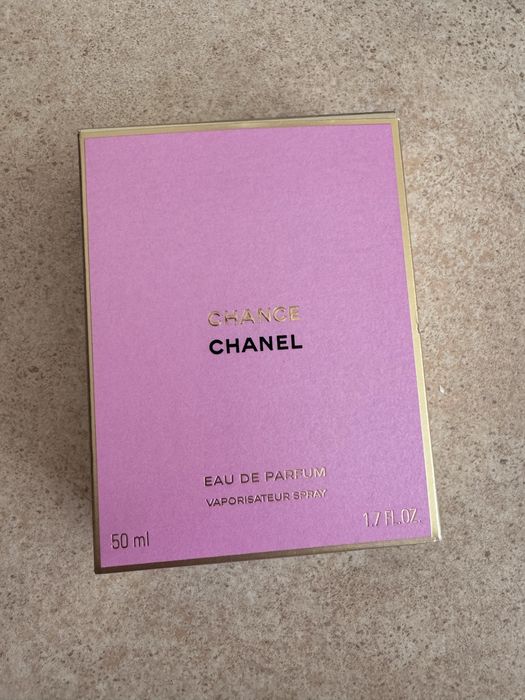 CHANCE
CHANEL
EAU DE PARFUM
VAPORISATEUR SPRAY
50 ml
1.7 FL.OZ.